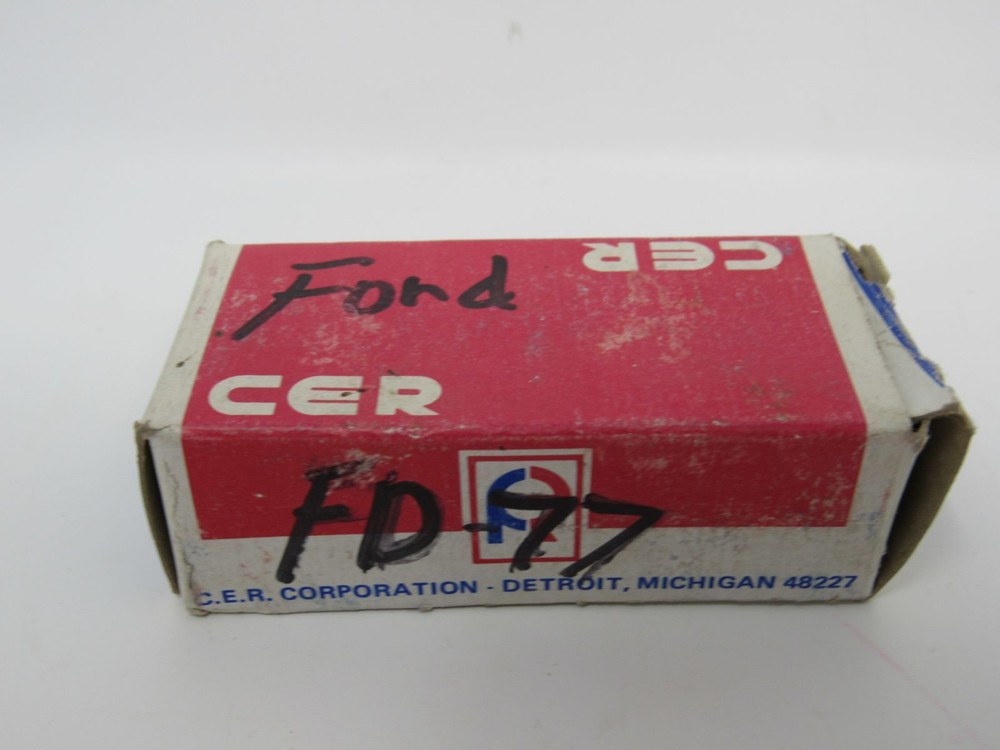 CER
Ford
CER
FD-77
C.E.R. CORPORATION - DETROIT, MICHIGAN 48227